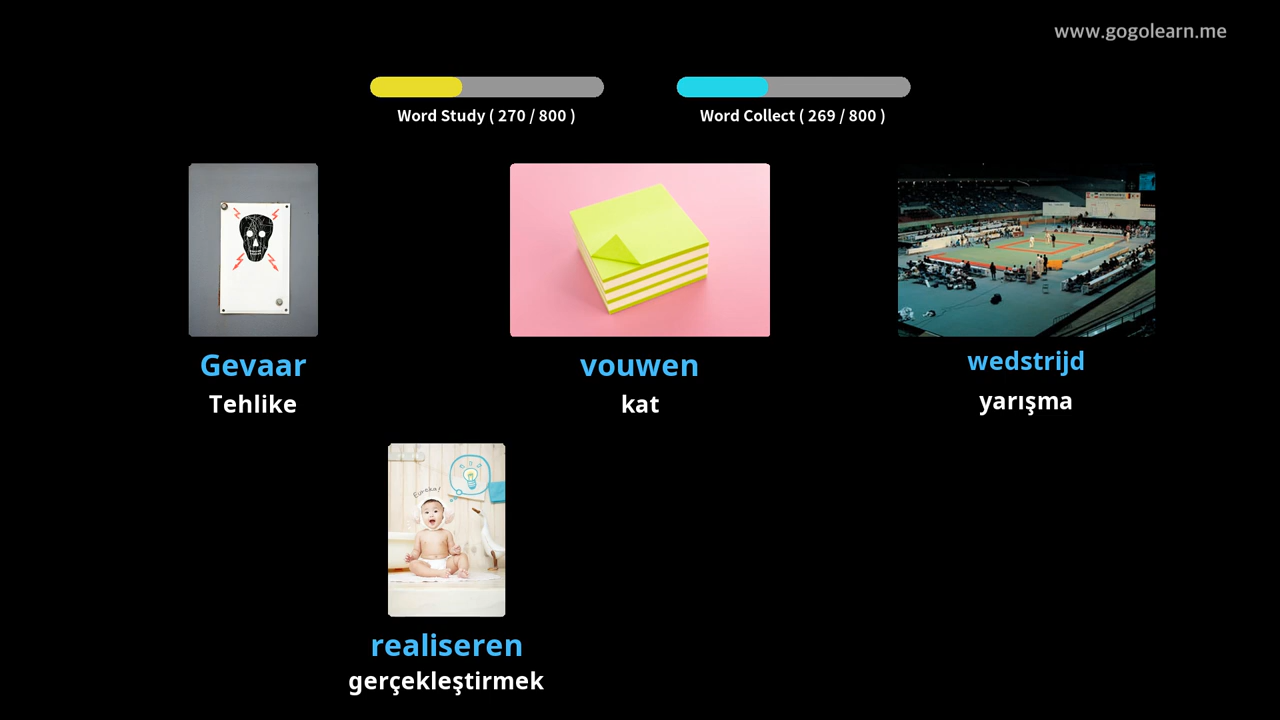 www.gogolearn.me
Word Study ( 270 / 800 )
Word Collect ( 269 / 800 )
Gevaar
Tehlike
vouwen
kat
wedstrijd
yarışma
Eureka!
realiseren
gerçekleştirmek